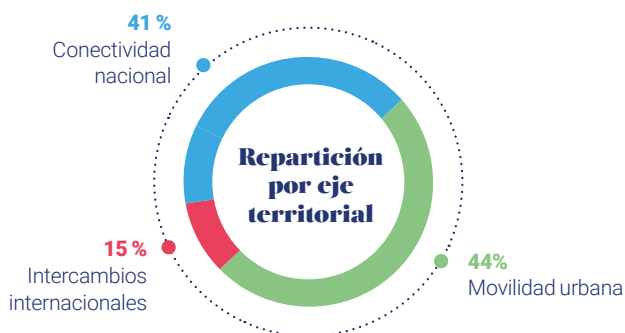 41 %
Conectividad
nacional
Repartición
por eje
territorial
15 %
Intercambios
internacionales
44%
Movilidad urbana